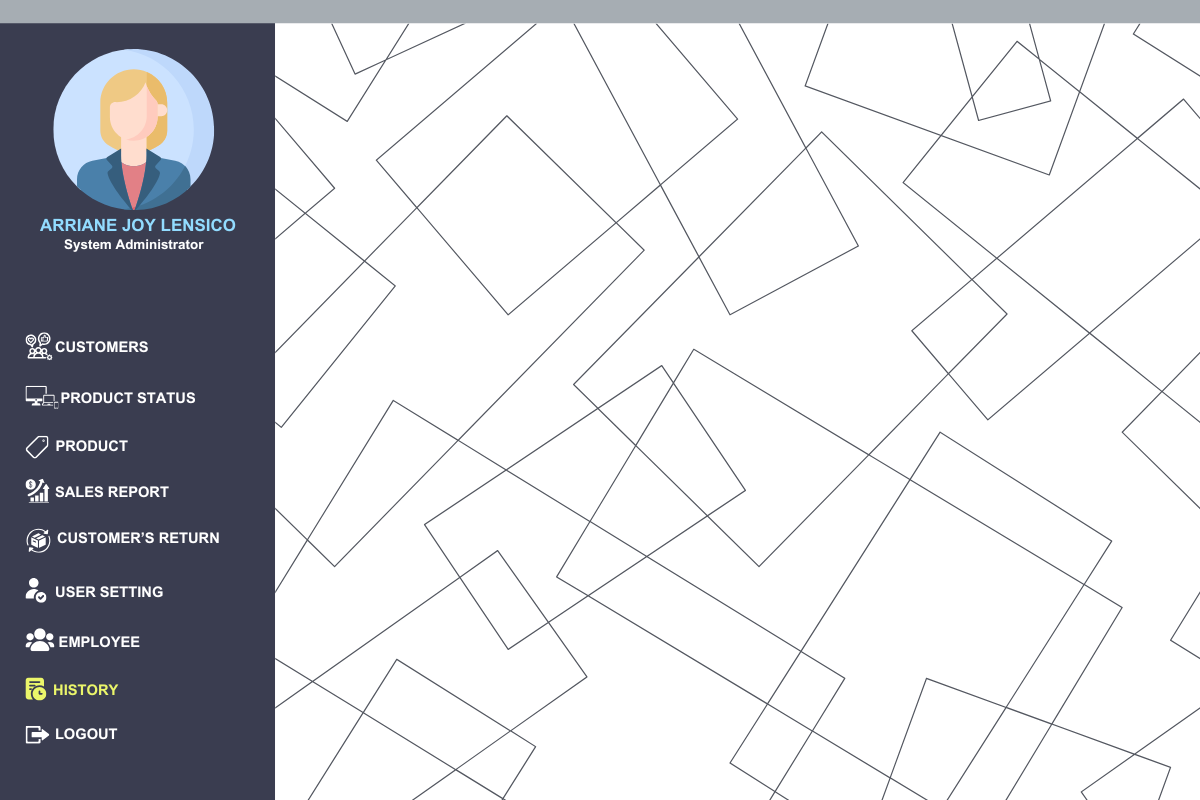 ARRIANE JOY LENSICO
System Administrator
CUSTOMERS
PRODUCT STATUS
PRODUCT
SALES REPORT
CUSTOMER’S RETURN
USER SETTING
EMPLOYEE
HISTORY
LOGOUT